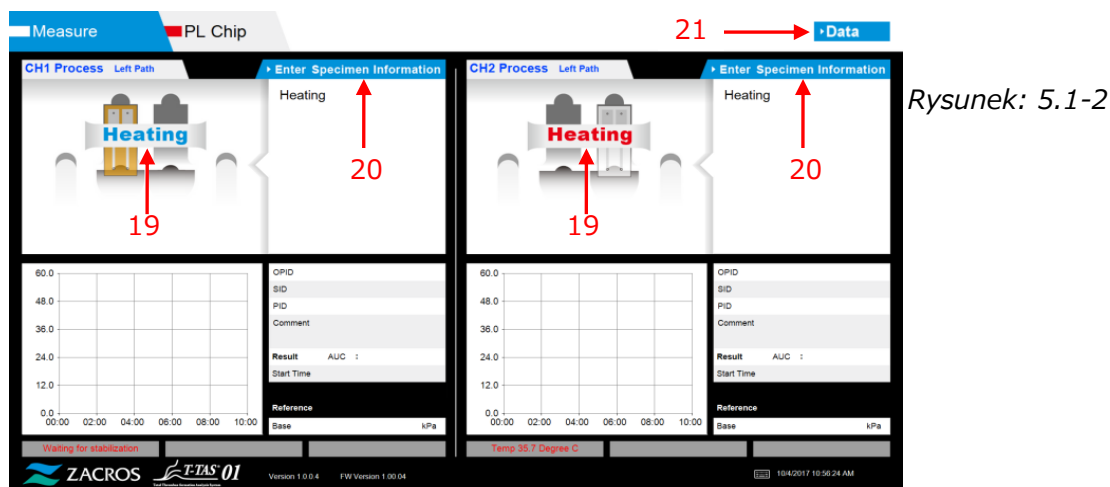 Measure PL Chip 21 Data
CH1 Process Left Path Enter Specimen Information
Heating
Heating
20
19
60.0
48.0
36.0
24.0
12.0
0.0
00:00 02:00 04:00 06:00 08:00 10:00
OPID
SID
PID
Comment
Result AUC :
Start Time
Reference
Base kPa
Waiting for stabilization
CH2 Process Left Path Enter Specimen Information
Heating
Heating
20
19
60.0
48.0
36.0
24.0
12.0
0.0
00:00 02:00 04:00 06:00 08:00 10:00
OPID
SID
PID
Comment
Result AUC :
Start Time
Reference
Base kPa
Temp 35.7 Degree C
ZACROS T-TAS 01 Version 1.0.0.4 FW Version 1.00.04 10/4/2017 10:56:24 AM
Total Thrombus formation Analysis System
Rysunek: 5.1-2